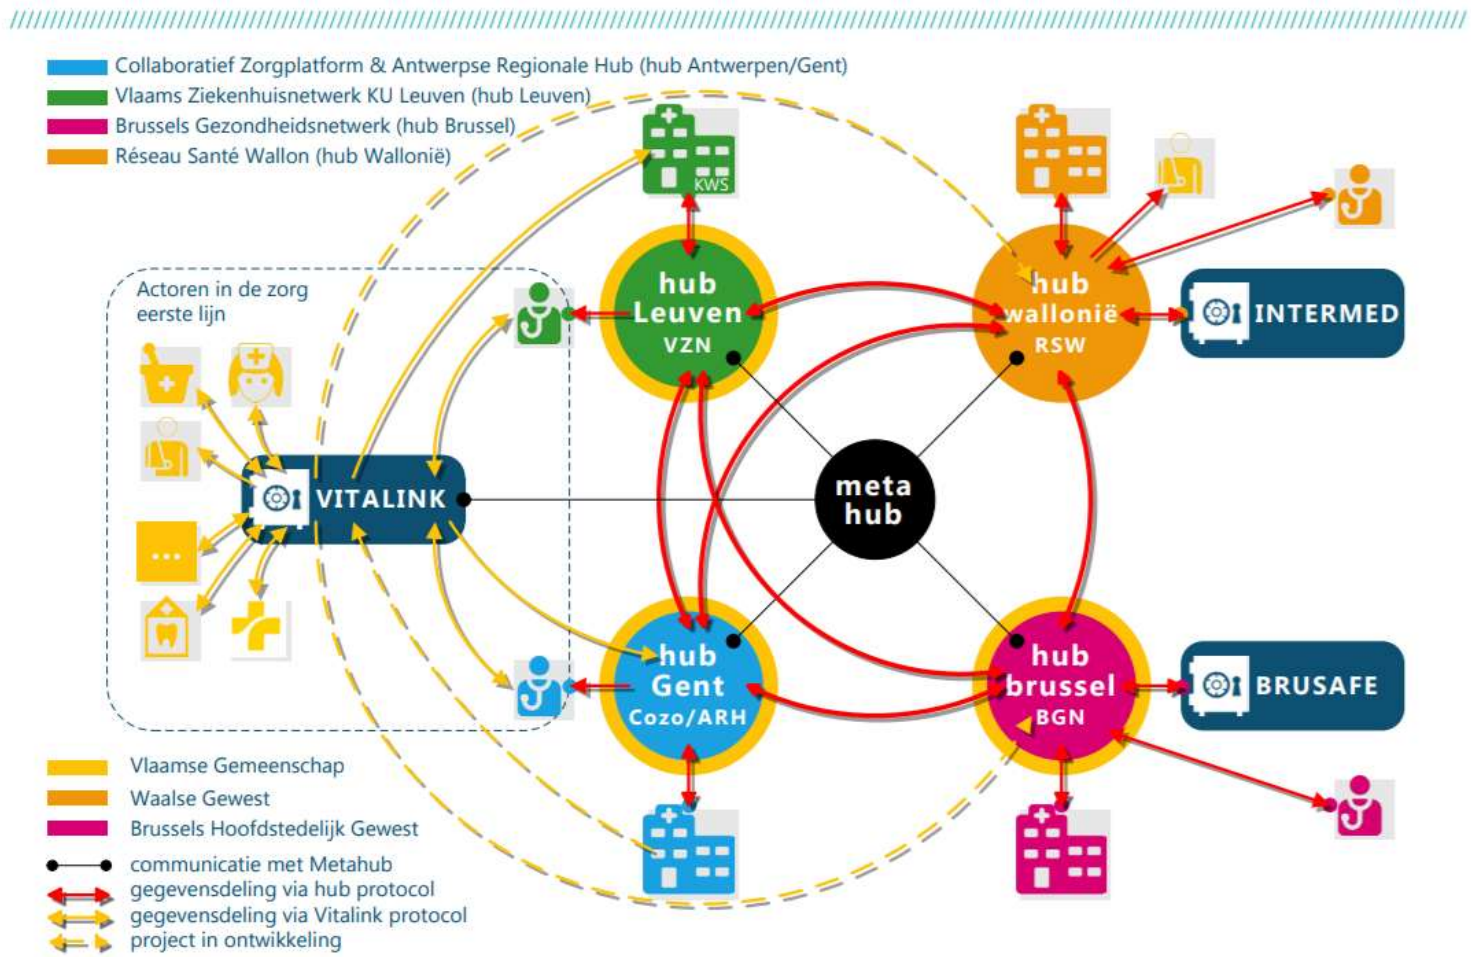 Collaboratief Zorgplatform & Antwerpse Regionale Hub (hub Antwerpen/Gent)
Vlaams Ziekenhuisnetwerk KU Leuven (hub Leuven)
Brussels Gezondheidsnetwerk (hub Brussel)
Réseau Santé Wallon (hub Wallonië)
KWS
Actoren in de zorg
eerste lijn
hub
Leuven
VZN
hub
wallonië
RSW
INTERMED
VITALINK
meta
hub
...
hub
Gent
Cozo/ARH
hub
brussel
BGN
BRUSAFE
Vlaamse Gemeenschap
Waalse Gewest
Brussels Hoofdstedelijk Gewest
communicatie met Metahub
gegevensdeling via hub protocol
gegevensdeling via Vitalink protocol
project in ontwikkeling